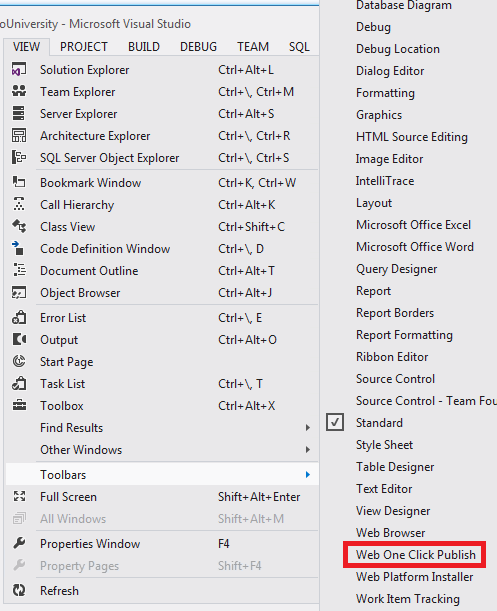 oUniversity - Microsoft Visual Studio
VIEW PROJECT BUILD DEBUG TEAM SQL
Solution Explorer Ctrl+Alt+L
Team Explorer Ctrl+\, Ctrl+M
Server Explorer Ctrl+Alt+S
Architecture Explorer Ctrl+\, Ctrl+R
SQL Server Object Explorer Ctrl+\, Ctrl+S
Bookmark Window Ctrl+K, Ctrl+W
Call Hierarchy Ctrl+Alt+K
Class View Ctrl+Shift+C
Code Definition Window Ctrl+\, D
Document Outline Ctrl+Alt+T
Object Browser Ctrl+Alt+J
Error List Ctrl+\, E
Output Ctrl+Alt+O
Start Page
Task List Ctrl+\, T
Toolbox Ctrl+Alt+X
Find Results
Other Windows
Toolbars
Full Screen Shift+Alt+Enter
All Windows Shift+Alt+M
Properties Window F4
Property Pages Shift+F4
Refresh
Database Diagram
Debug
Debug Location
Dialog Editor
Formatting
Graphics
HTML Source Editing
Image Editor
IntelliTrace
Layout
Microsoft Office Excel
Microsoft Office Word
Query Designer
Report
Report Borders
Report Formatting
Ribbon Editor
Source Control
Source Control - Team Fou
Standard
Style Sheet
Table Designer
Text Editor
View Designer
Web Browser
Web One Click Publish
Web Platform Installer
Work Item Tracking